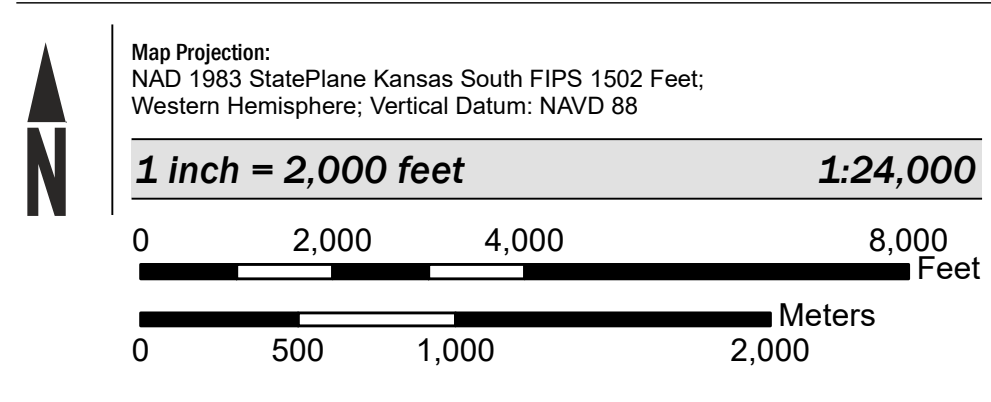 N
Map Projection:
NAD 1983 StatePlane Kansas South FIPS 1502 Feet;
Western Hemisphere; Vertical Datum: NAVD 88
1 inch = 2,000 feet 1:24,000
0 2,000 4,000 8,000
Feet
Meters
0 500 1,000 2,000